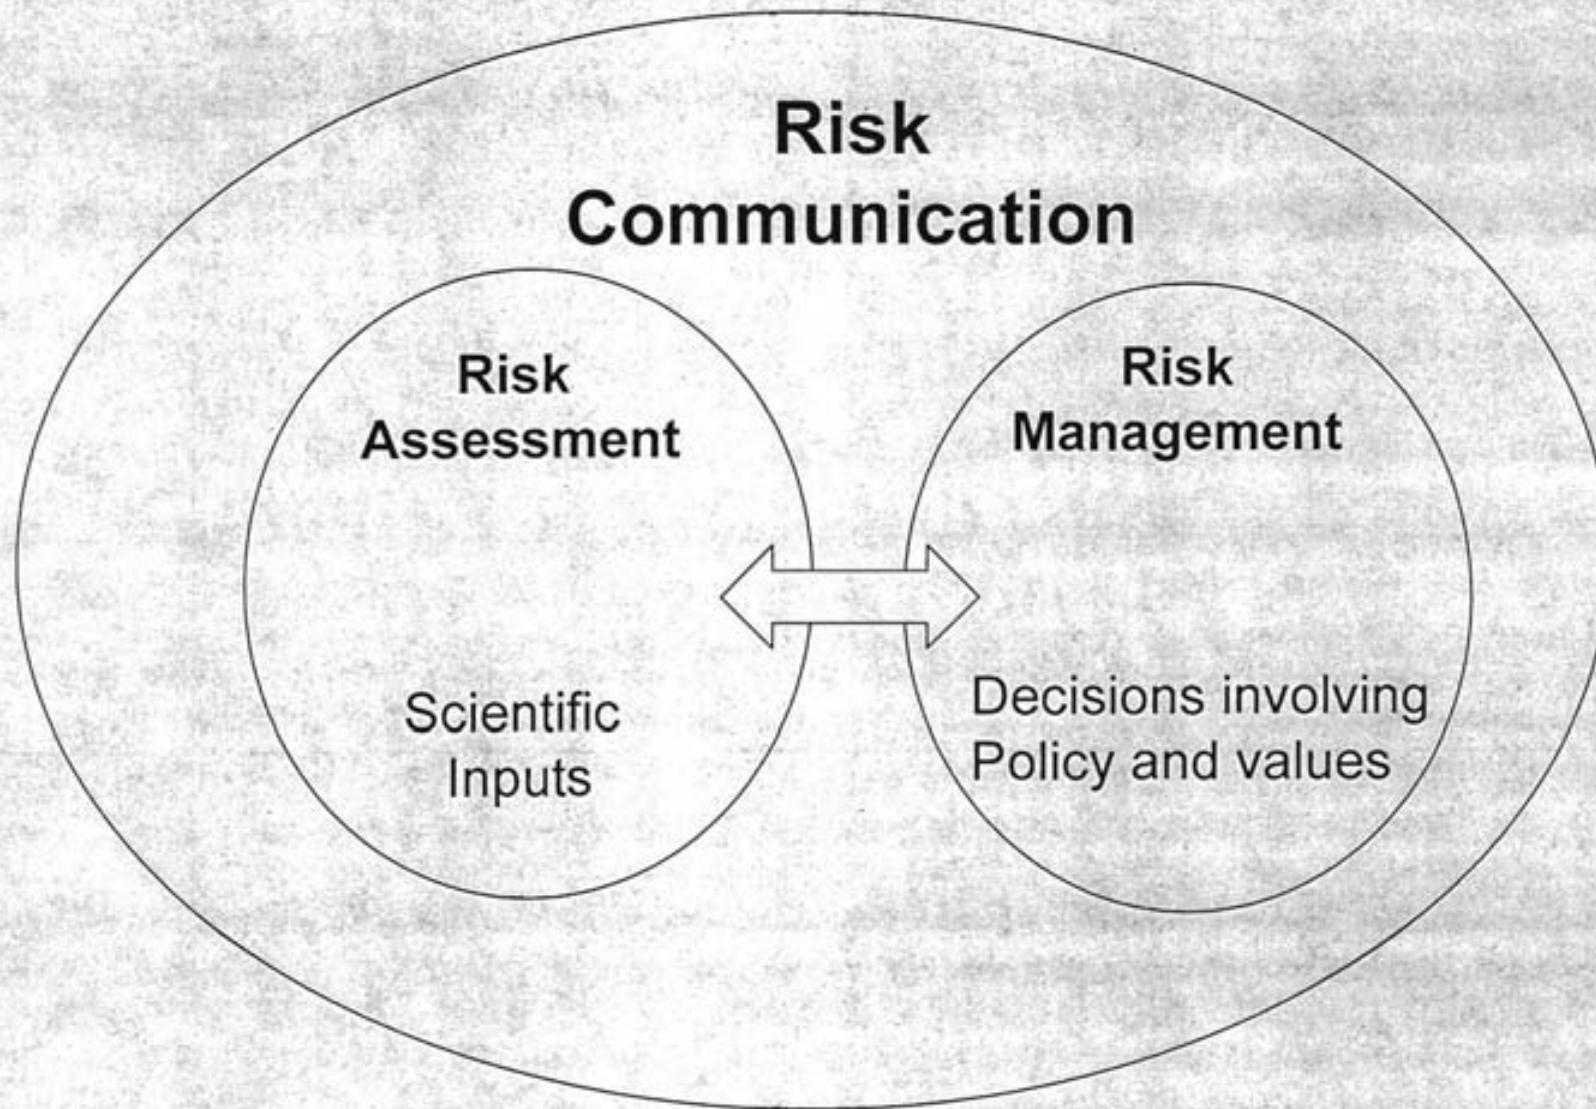 Risk
Communication
Risk
Assessment
Scientific
Inputs
Risk
Management
Decisions involving
Policy and values